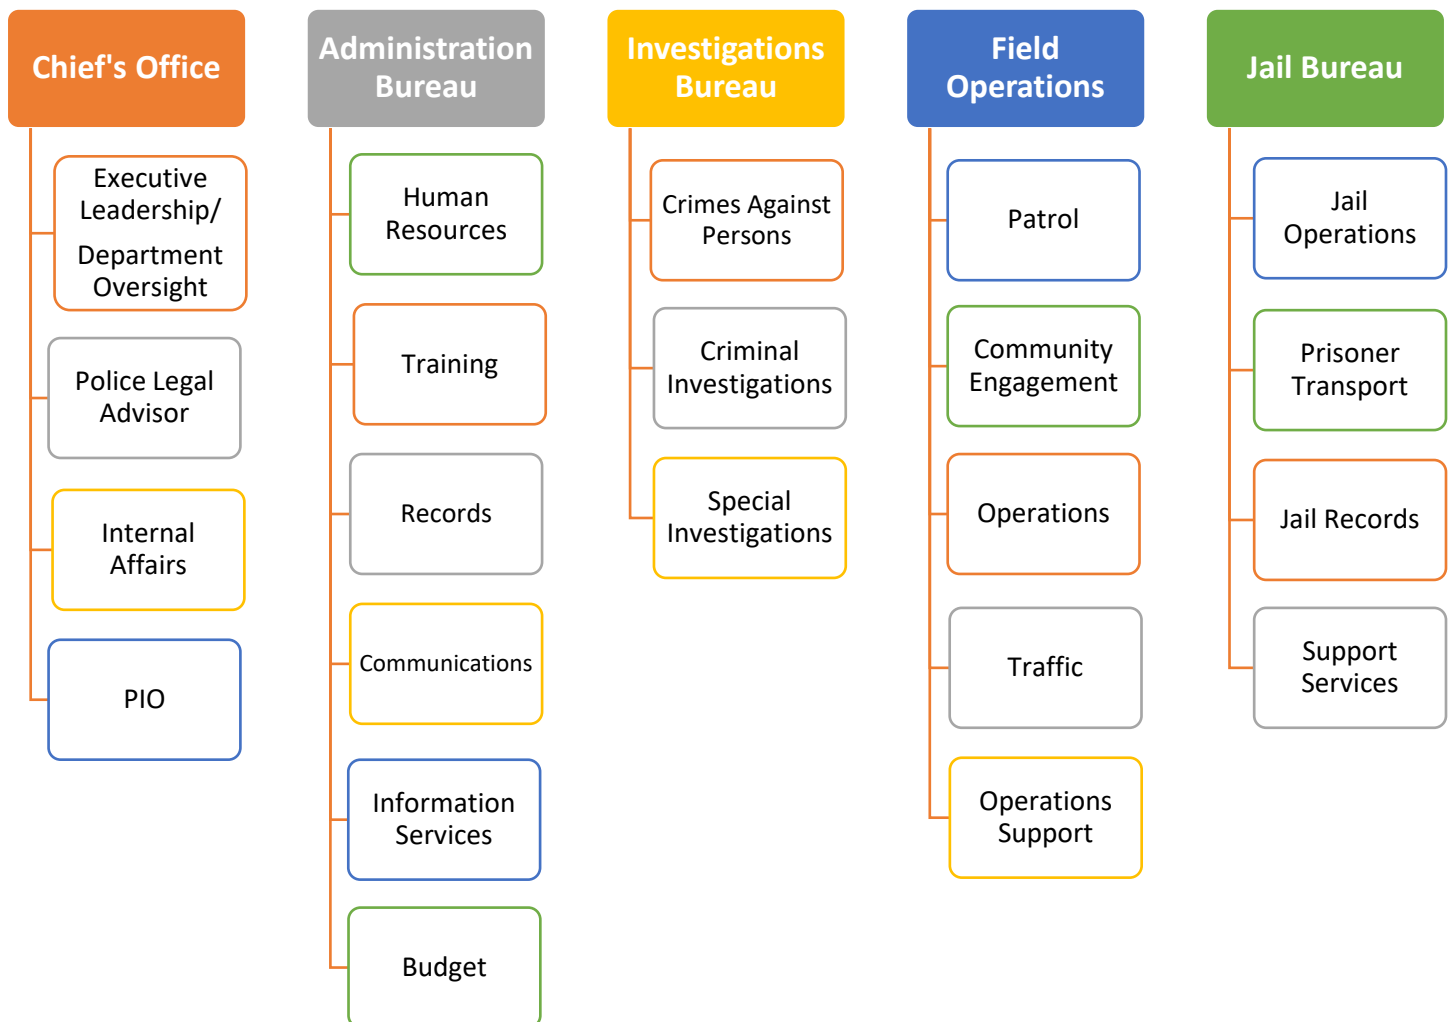 Chief's Office
Executive
Leadership/
Department
Oversight
Police Legal
Advisor
Internal
Affairs
PIO
Administration
Bureau
Human
Resources
Training
Records
Communications
Information
Services
Budget
Investigations
Bureau
Crimes Against
Persons
Criminal
Investigations
Special
Investigations
Field
Operations
Patrol
Community
Engagement
Operations
Traffic
Operations
Support
Jail Bureau
Jail
Operations
Prisoner
Transport
Jail Records
Support
Services